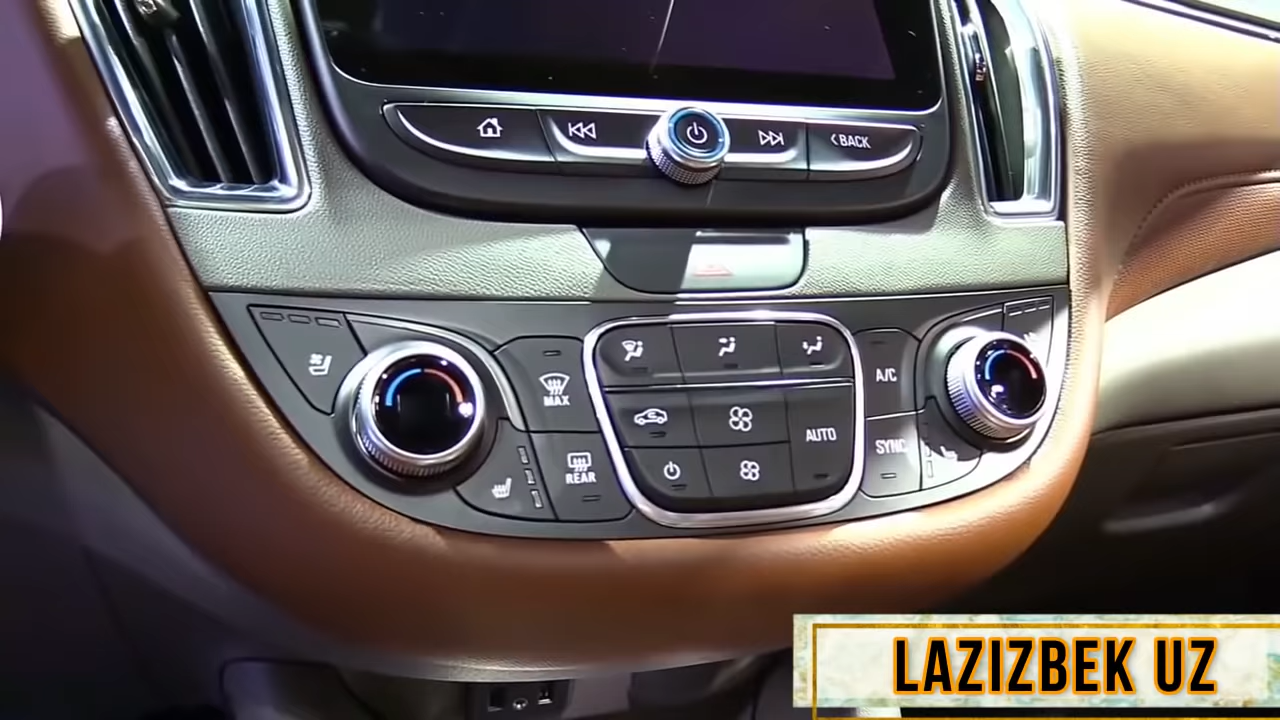 < BACK
MAX
A/C
REAR
AUTO
SYNC
LAZIZBEK UZ